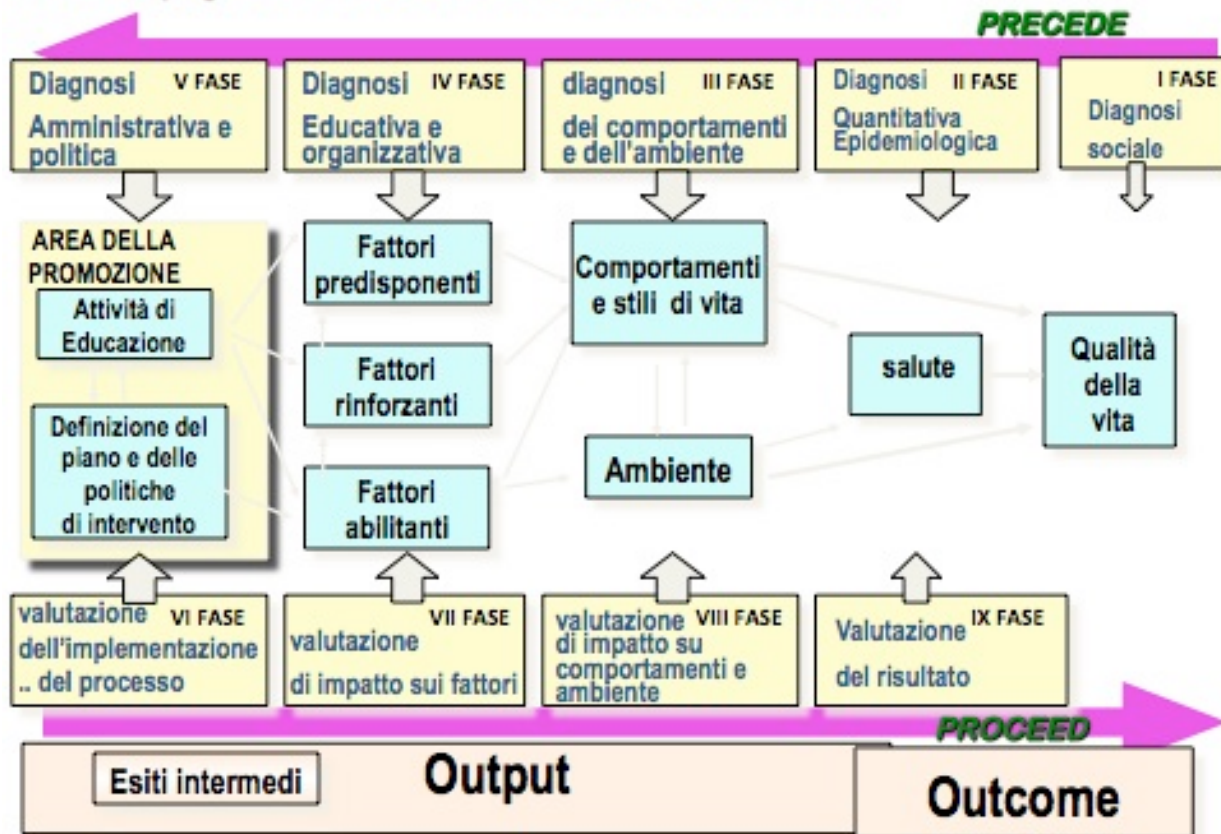 PRECEDE
Diagnosi V FASE
Amministrativa e
politica
Diagnosi IV FASE
Educativa e
organizzativa
diagnosi III FASE
dei comportamenti
e dell'ambiente
Diagnosi II FASE
Quantitativa
Epidemiologica
I FASE
Diagnosi
sociale
AREA DELLA
PROMOZIONE
Attività di
Educazione
Definizione del
piano e delle
politiche
di intervento
Fattori
predisponenti
Fattori
rinforzanti
Fattori
abilitanti
Comportamenti
e stili di vita
Ambiente
salute
Qualità
della
vita
valutazione VI FASE
dell'implementazione
.. del processo
VII FASE
valutazione
di impatto sui fattori
valutazione VIII FASE
di impatto su
comportamenti e
ambiente
Valutazione IX FASE
del risultato
PROCEED
Esiti intermedi
Output
Outcome